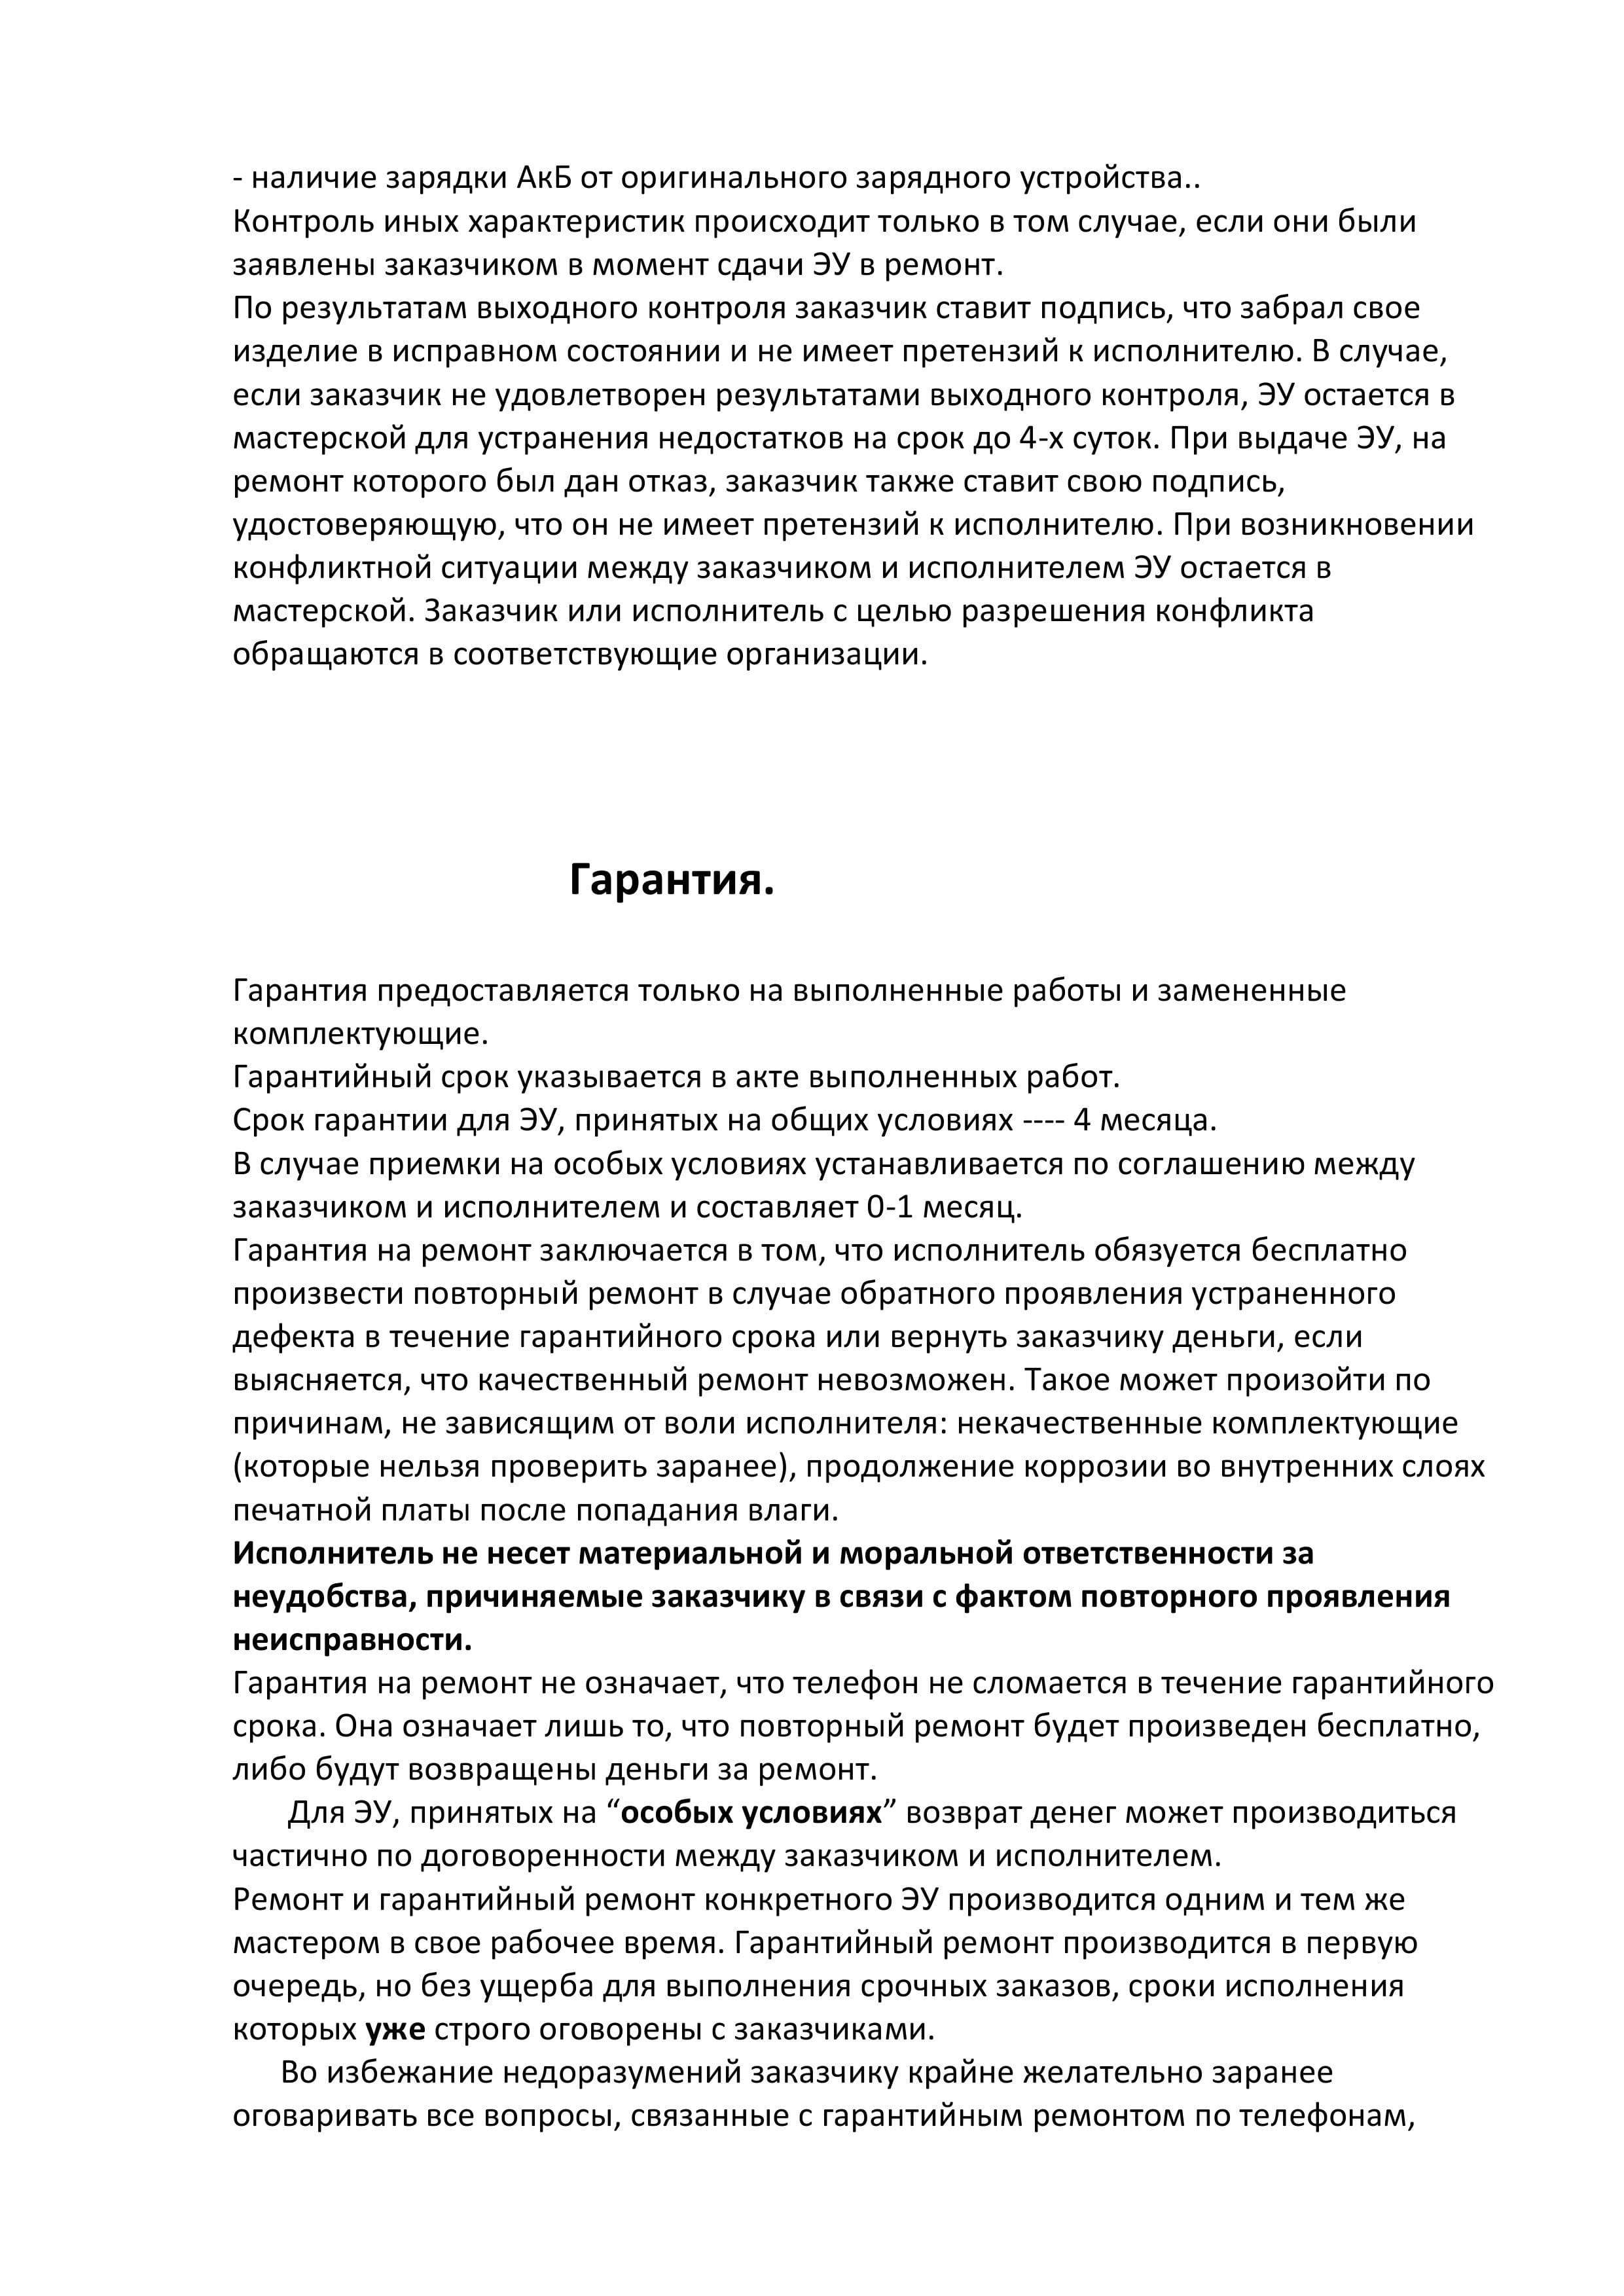 - наличие зарядки АкБ от оригинального зарядного устройства..
Контроль иных характеристик происходит только в том случае, если они были
заявлены заказчиком в момент сдачи ЭУ в ремонт.
По результатам выходного контроля заказчик ставит подпись, что забрал свое
изделие в исправном состоянии и не имеет претензий к исполнителю. В случае,
если заказчик не удовлетворен результатами выходного контроля, ЭУ остается в
мастерской для устранения недостатков на срок до 4-х суток. При выдаче ЭУ, на
ремонт которого был дан отказ, заказчик также ставит свою подпись,
удостоверяющую, что он не имеет претензий к исполнителю. При возникновении
конфликтной ситуации между заказчиком и исполнителем ЭУ остается в
мастерской. Заказчик или исполнитель с целью разрешения конфликта
обращаются в соответствующие организации.
Гарантия.
Гарантия предоставляется только на выполненные работы и замененные
комплектующие.
Гарантийный срок указывается в акте выполненных работ.
Срок гарантии для ЭУ, принятых на общих условиях ---- 4 месяца.
В случае приемки на особых условиях устанавливается по соглашению между
заказчиком и исполнителем и составляет 0-1 месяц.
Гарантия на ремонт заключается в том, что исполнитель обязуется бесплатно
произвести повторный ремонт в случае обратного проявления устраненного
дефекта в течение гарантийного срока или вернуть заказчику деньги, если
выясняется, что качественный ремонт невозможен. Такое может произойти по
причинам, не зависящим от воли исполнителя: некачественные комплектующие
(которые нельзя проверить заранее), продолжение коррозии во внутренних слоях
печатной платы после попадания влаги.
Исполнитель не несет материальной и моральной ответственности за
неудобства, причиняемые заказчику в связи с фактом повторного проявления
неисправности.
Гарантия на ремонт не означает, что телефон не сломается в течение гарантийного
срока. Она означает лишь то, что повторный ремонт будет произведен бесплатно,
либо будут возвращены деньги за ремонт.
Для ЭУ, принятых на “особых условиях” возврат денег может производиться
частично по договоренности между заказчиком и исполнителем.
Ремонт и гарантийный ремонт конкретного ЭУ производится одним и тем же
мастером в свое рабочее время. Гарантийный ремонт производится в первую
очередь, но без ущерба для выполнения срочных заказов, сроки исполнения
которых уже строго оговорены с заказчиками.
Во избежание недоразумений заказчику крайне желательно заранее
оговаривать все вопросы, связанные с гарантийным ремонтом по телефонам,